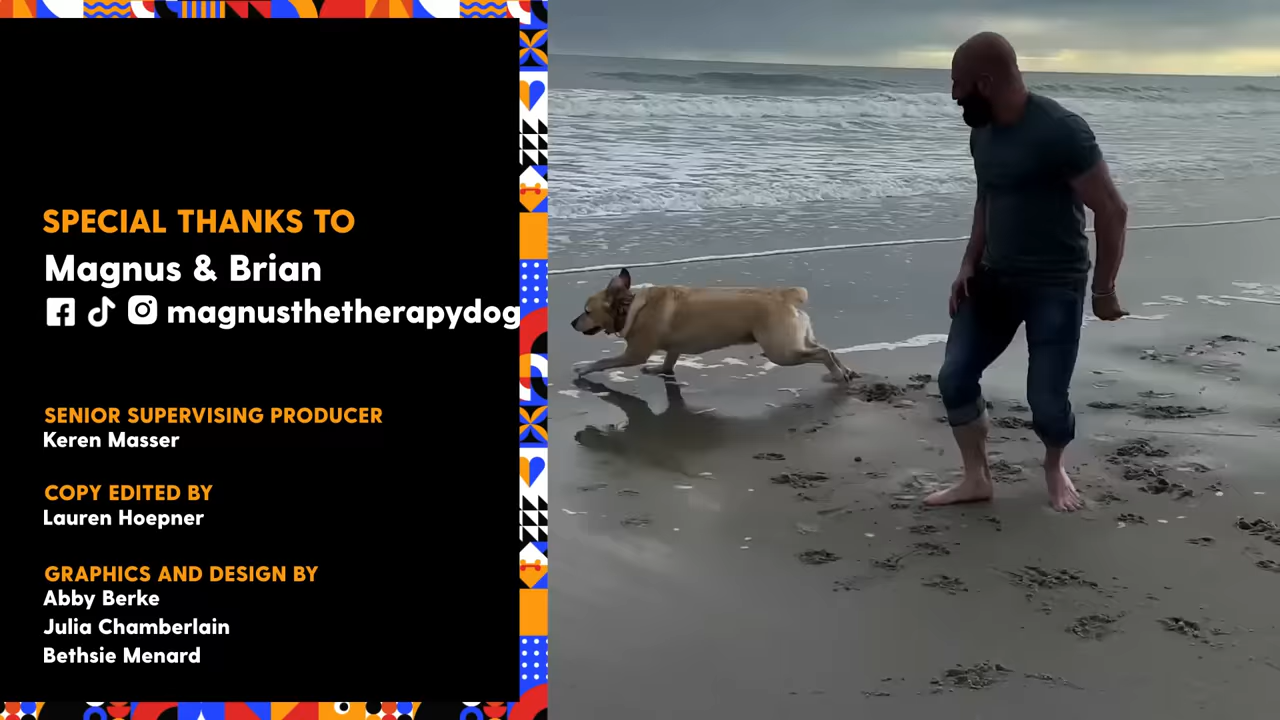 SPECIAL THANKS TO
Magnus & Brian
magnusthetherapydog
SENIOR SUPERVISING PRODUCER
Keren Masser
COPY EDITED BY
Lauren Hoepner
GRAPHICS AND DESIGN BY
Abby Berke
Julia Chamberlain
Bethsie Menard